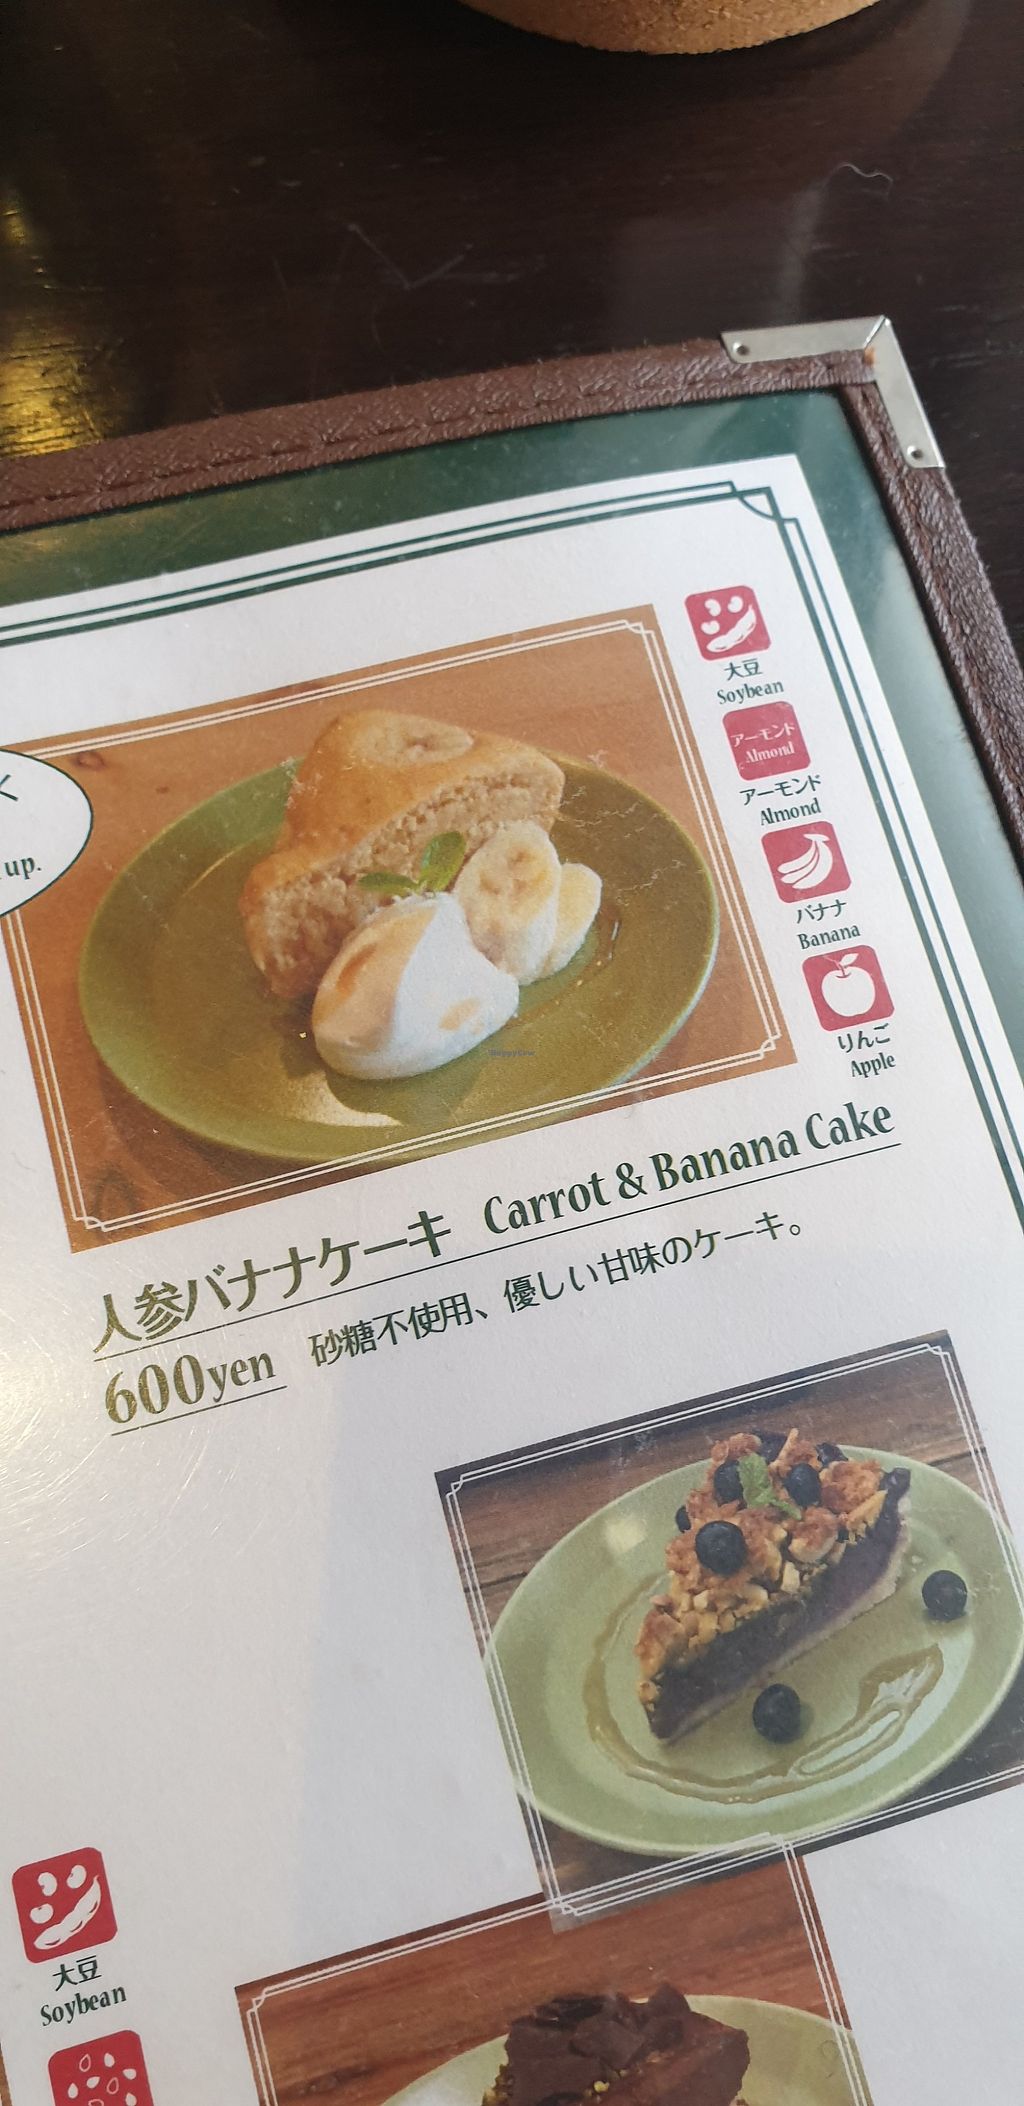 大豆
Soybean
アーモンド
Almond
アーモンド
Almond
バナナ
Banana
りんご
Apple
up.
HappyCow
人参バナナケーキ Carrot & Banana Cake
600yen 砂糖不使用、優しい甘味のケーキ。
大豆
Soybean